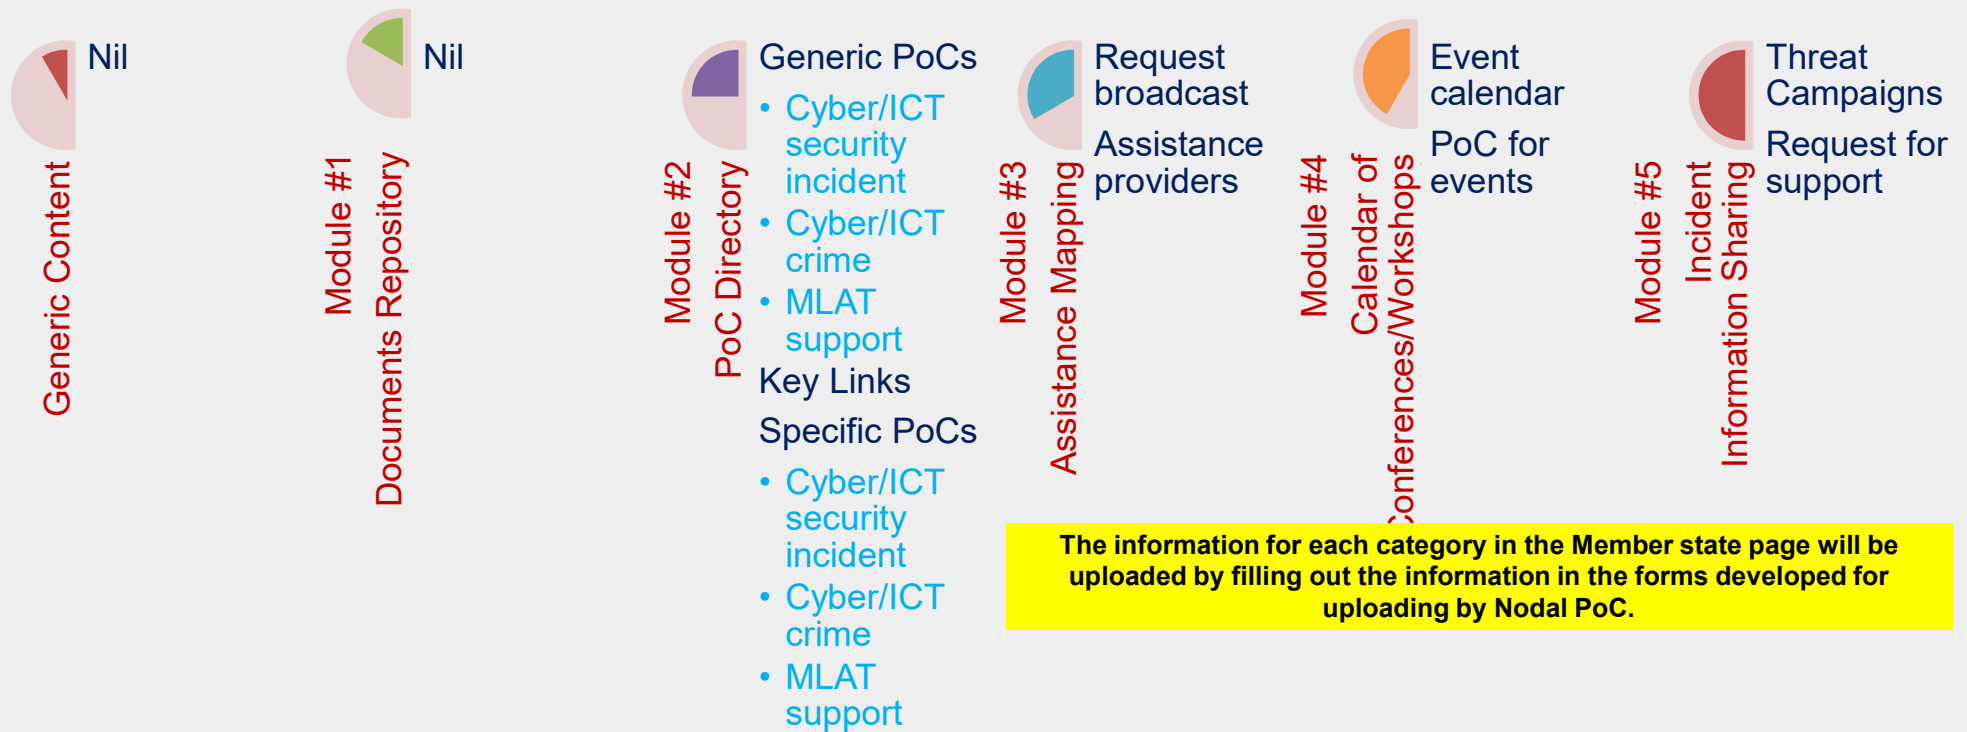 Generic Content
Nil
Module #1
Documents Repository
Nil
Module #2
PoC Directory
Generic PoCs
• Cyber/ICT
security
incident
• Cyber/ICT
crime
• MLAT
support
Key Links
Specific PoCs
• Cyber/ICT
security
incident
• Cyber/ICT
crime
• MLAT
support
Module #3
Assistance Mapping
Request
broadcast
Assistance
providers
Module #4
Calendar of
Conferences/Workshops
Event
calendar
PoC for
events
Module #5
Incident
Information Sharing
Threat
Campaigns
Request for
support
The information for each category in the Member state page will be
uploaded by filling out the information in the forms developed for
uploading by Nodal PoC.